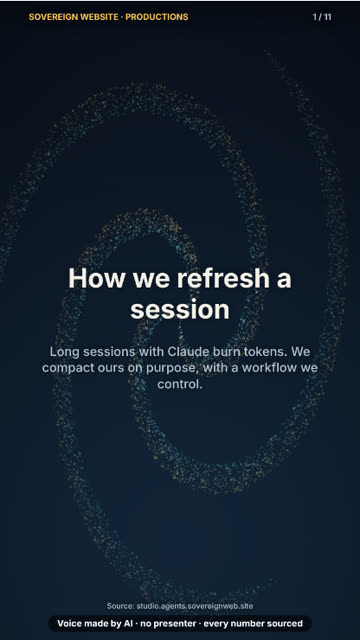 SOVEREIGN WEBSITE · PRODUCTIONS
1 / 11
How we refresh a
session
Long sessions with Claude burn tokens. We
compact ours on purpose, with a workflow we
control.
Source: studio.agents.sovereignweb.site
Voice made by AI · no presenter · every number sourced